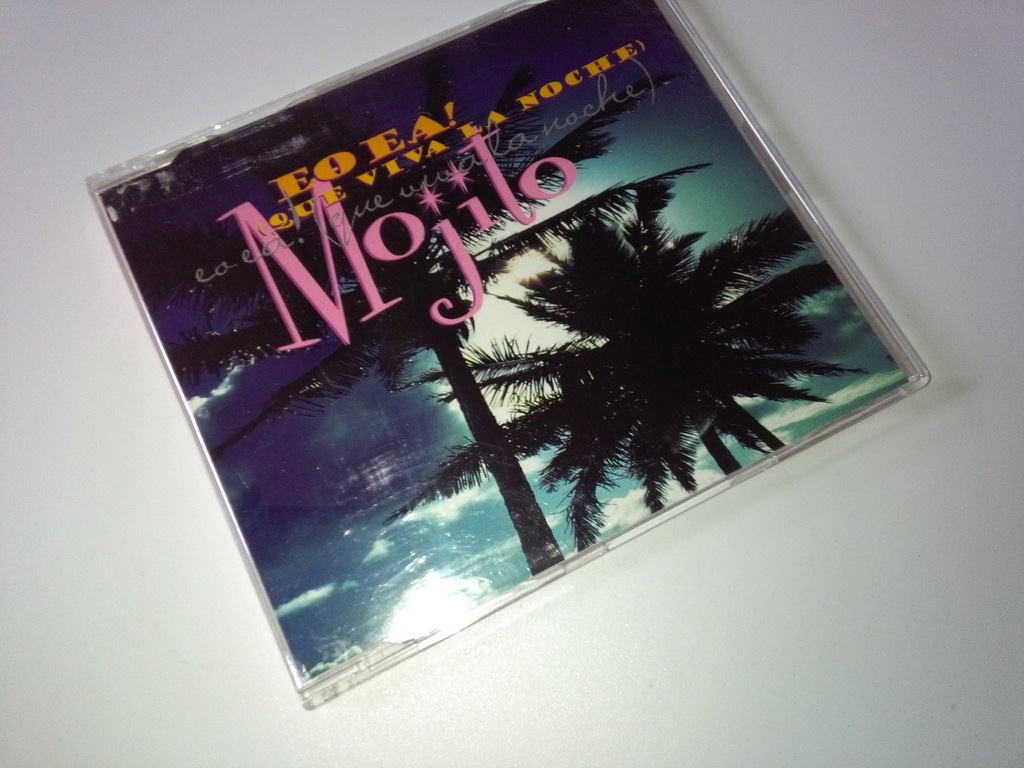 EO EA!
(QUE VIVA LA NOCHE)
eo ea! (que viva la noche)
Mojito